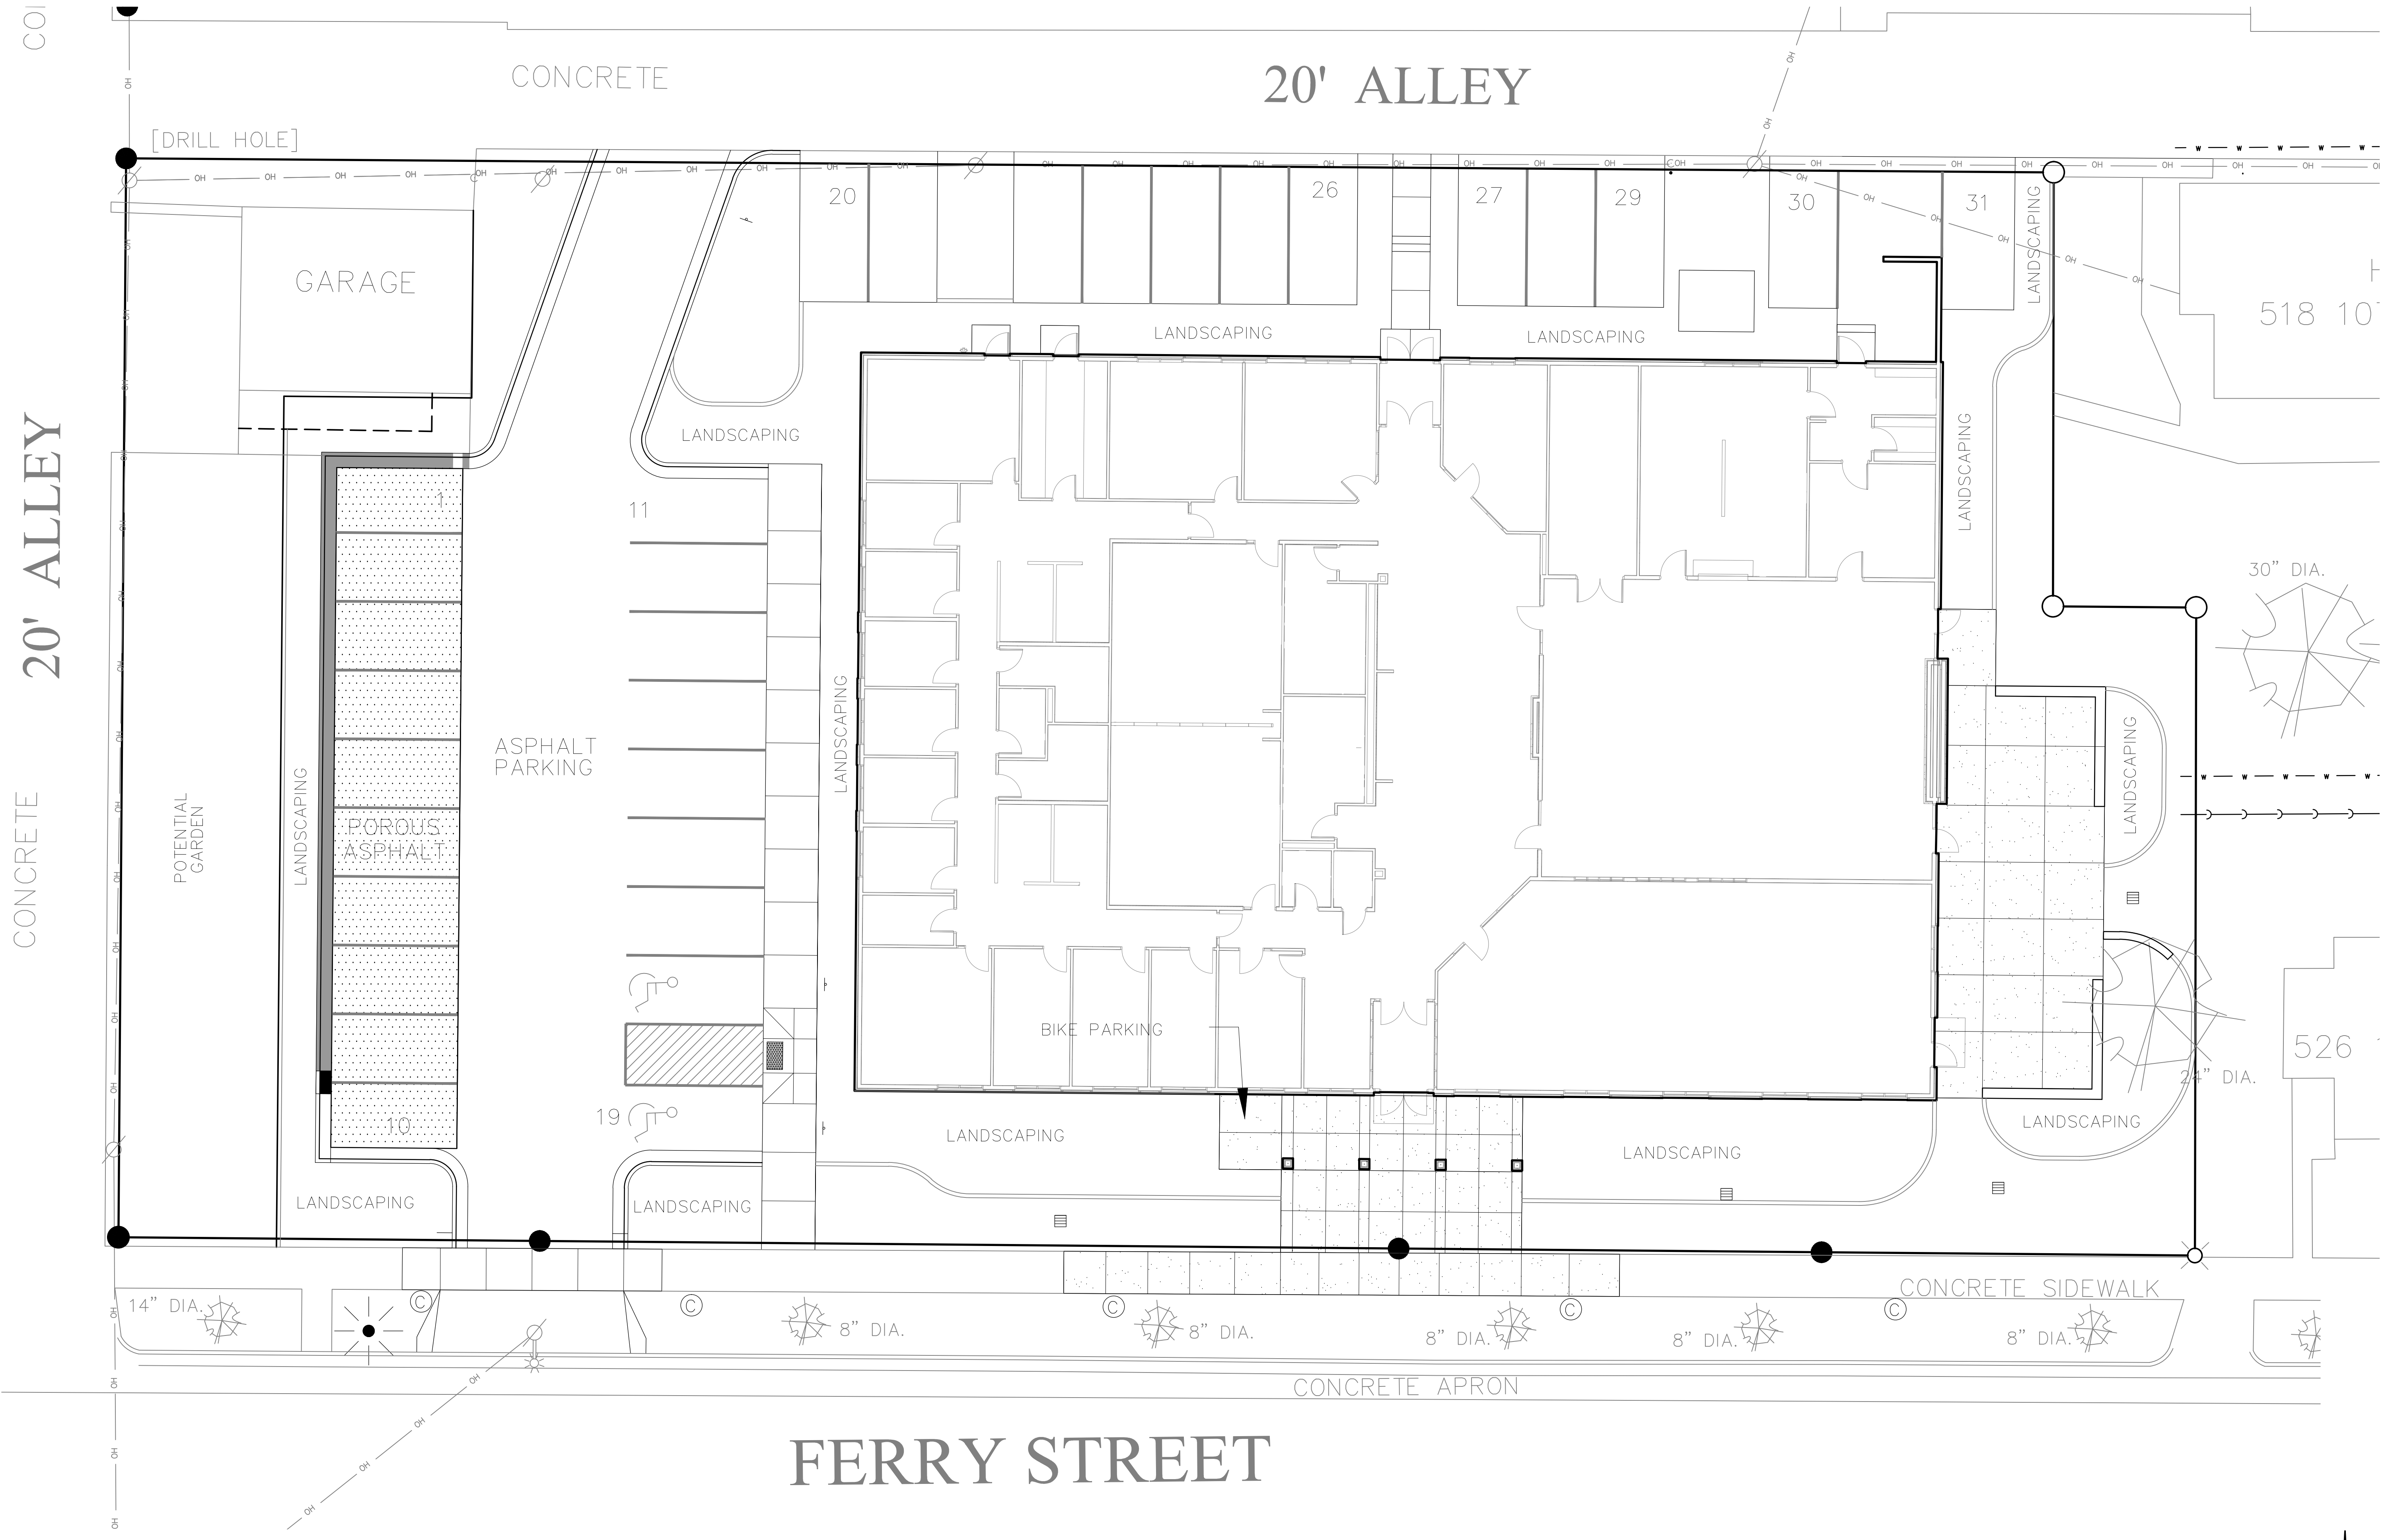 CONCRETE
20' ALLEY
[DRILL HOLE]
20
26
27
29
30
31
LANDSCAPING
GARAGE
518 10
LANDSCAPING
LANDSCAPING
LANDSCAPING
LANDSCAPING
20' ALLEY
1
11
30" DIA.
LANDSCAPING
LANDSCAPING
ASPHALT
PARKING
CONCRETE
POTENTIAL
GARDEN
LANDSCAPING
POROUS
ASPHALT
BIKE PARKING
526
24" DIA.
10
19
LANDSCAPING
LANDSCAPING
LANDSCAPING
LANDSCAPING
LANDSCAPING
CONCRETE SIDEWALK
14" DIA.
C
C
C
C
C
8" DIA.
8" DIA.
8" DIA.
8" DIA.
8" DIA.
CONCRETE APRON
FERRY STREET
OH
W